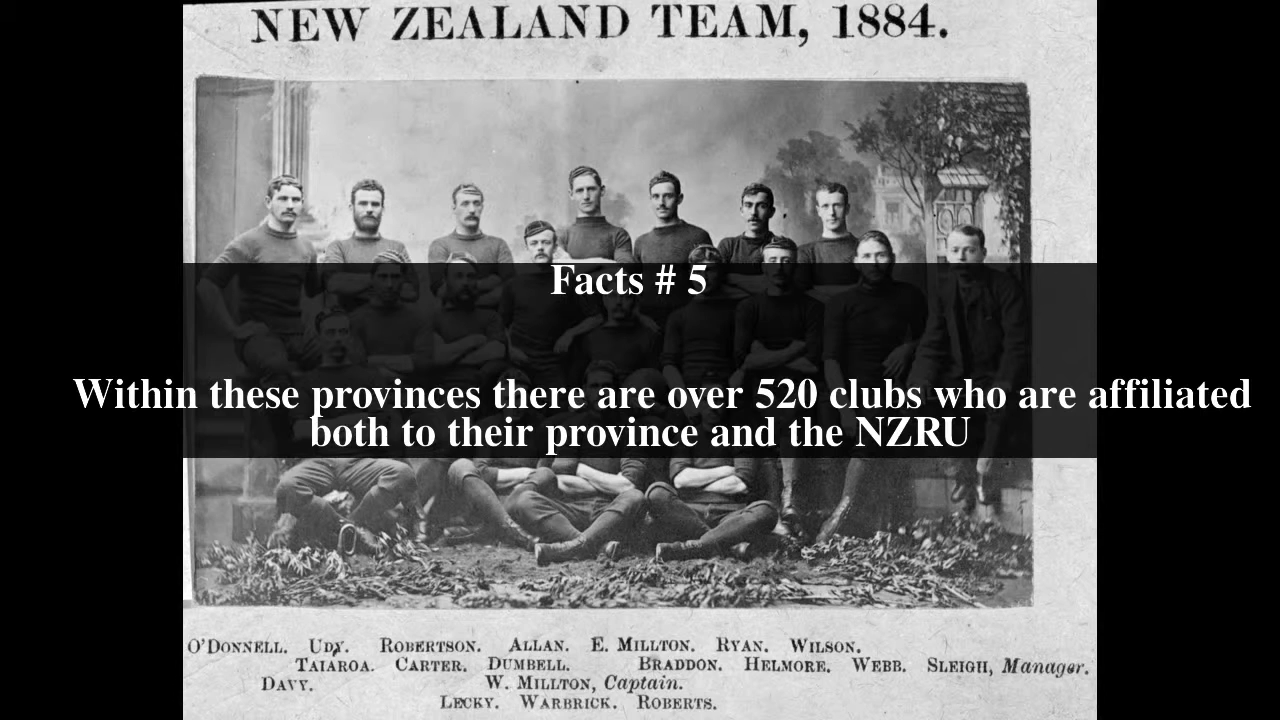 NEW ZEALAND TEAM, 1884.
Facts # 5
Within these provinces there are over 520 clubs who are affiliated
both to their province and the NZRU
O'DONNELL. UDY. ROBERTSON. ALLAN. E. MILLTON. RYAN. WILSON.
TAIAROA. CARTER. DUMBELL. BRADDON. HELMORE. WEBB. SLEIGH, Manager.
DAVY. W. MILLTON, Captain.
LECKY. WARBRICK. ROBERTS.